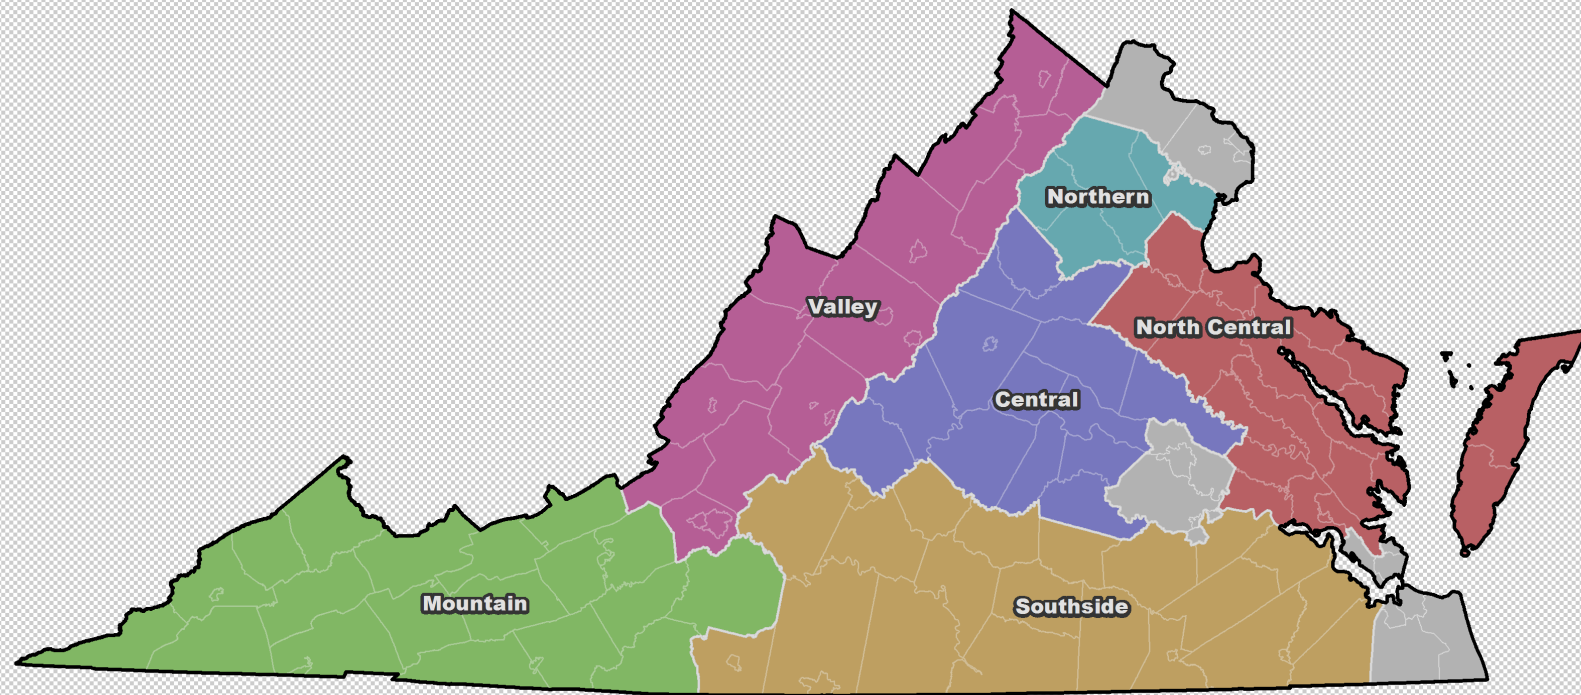 Northern
Valley
North Central
Central
Mountain
Southside